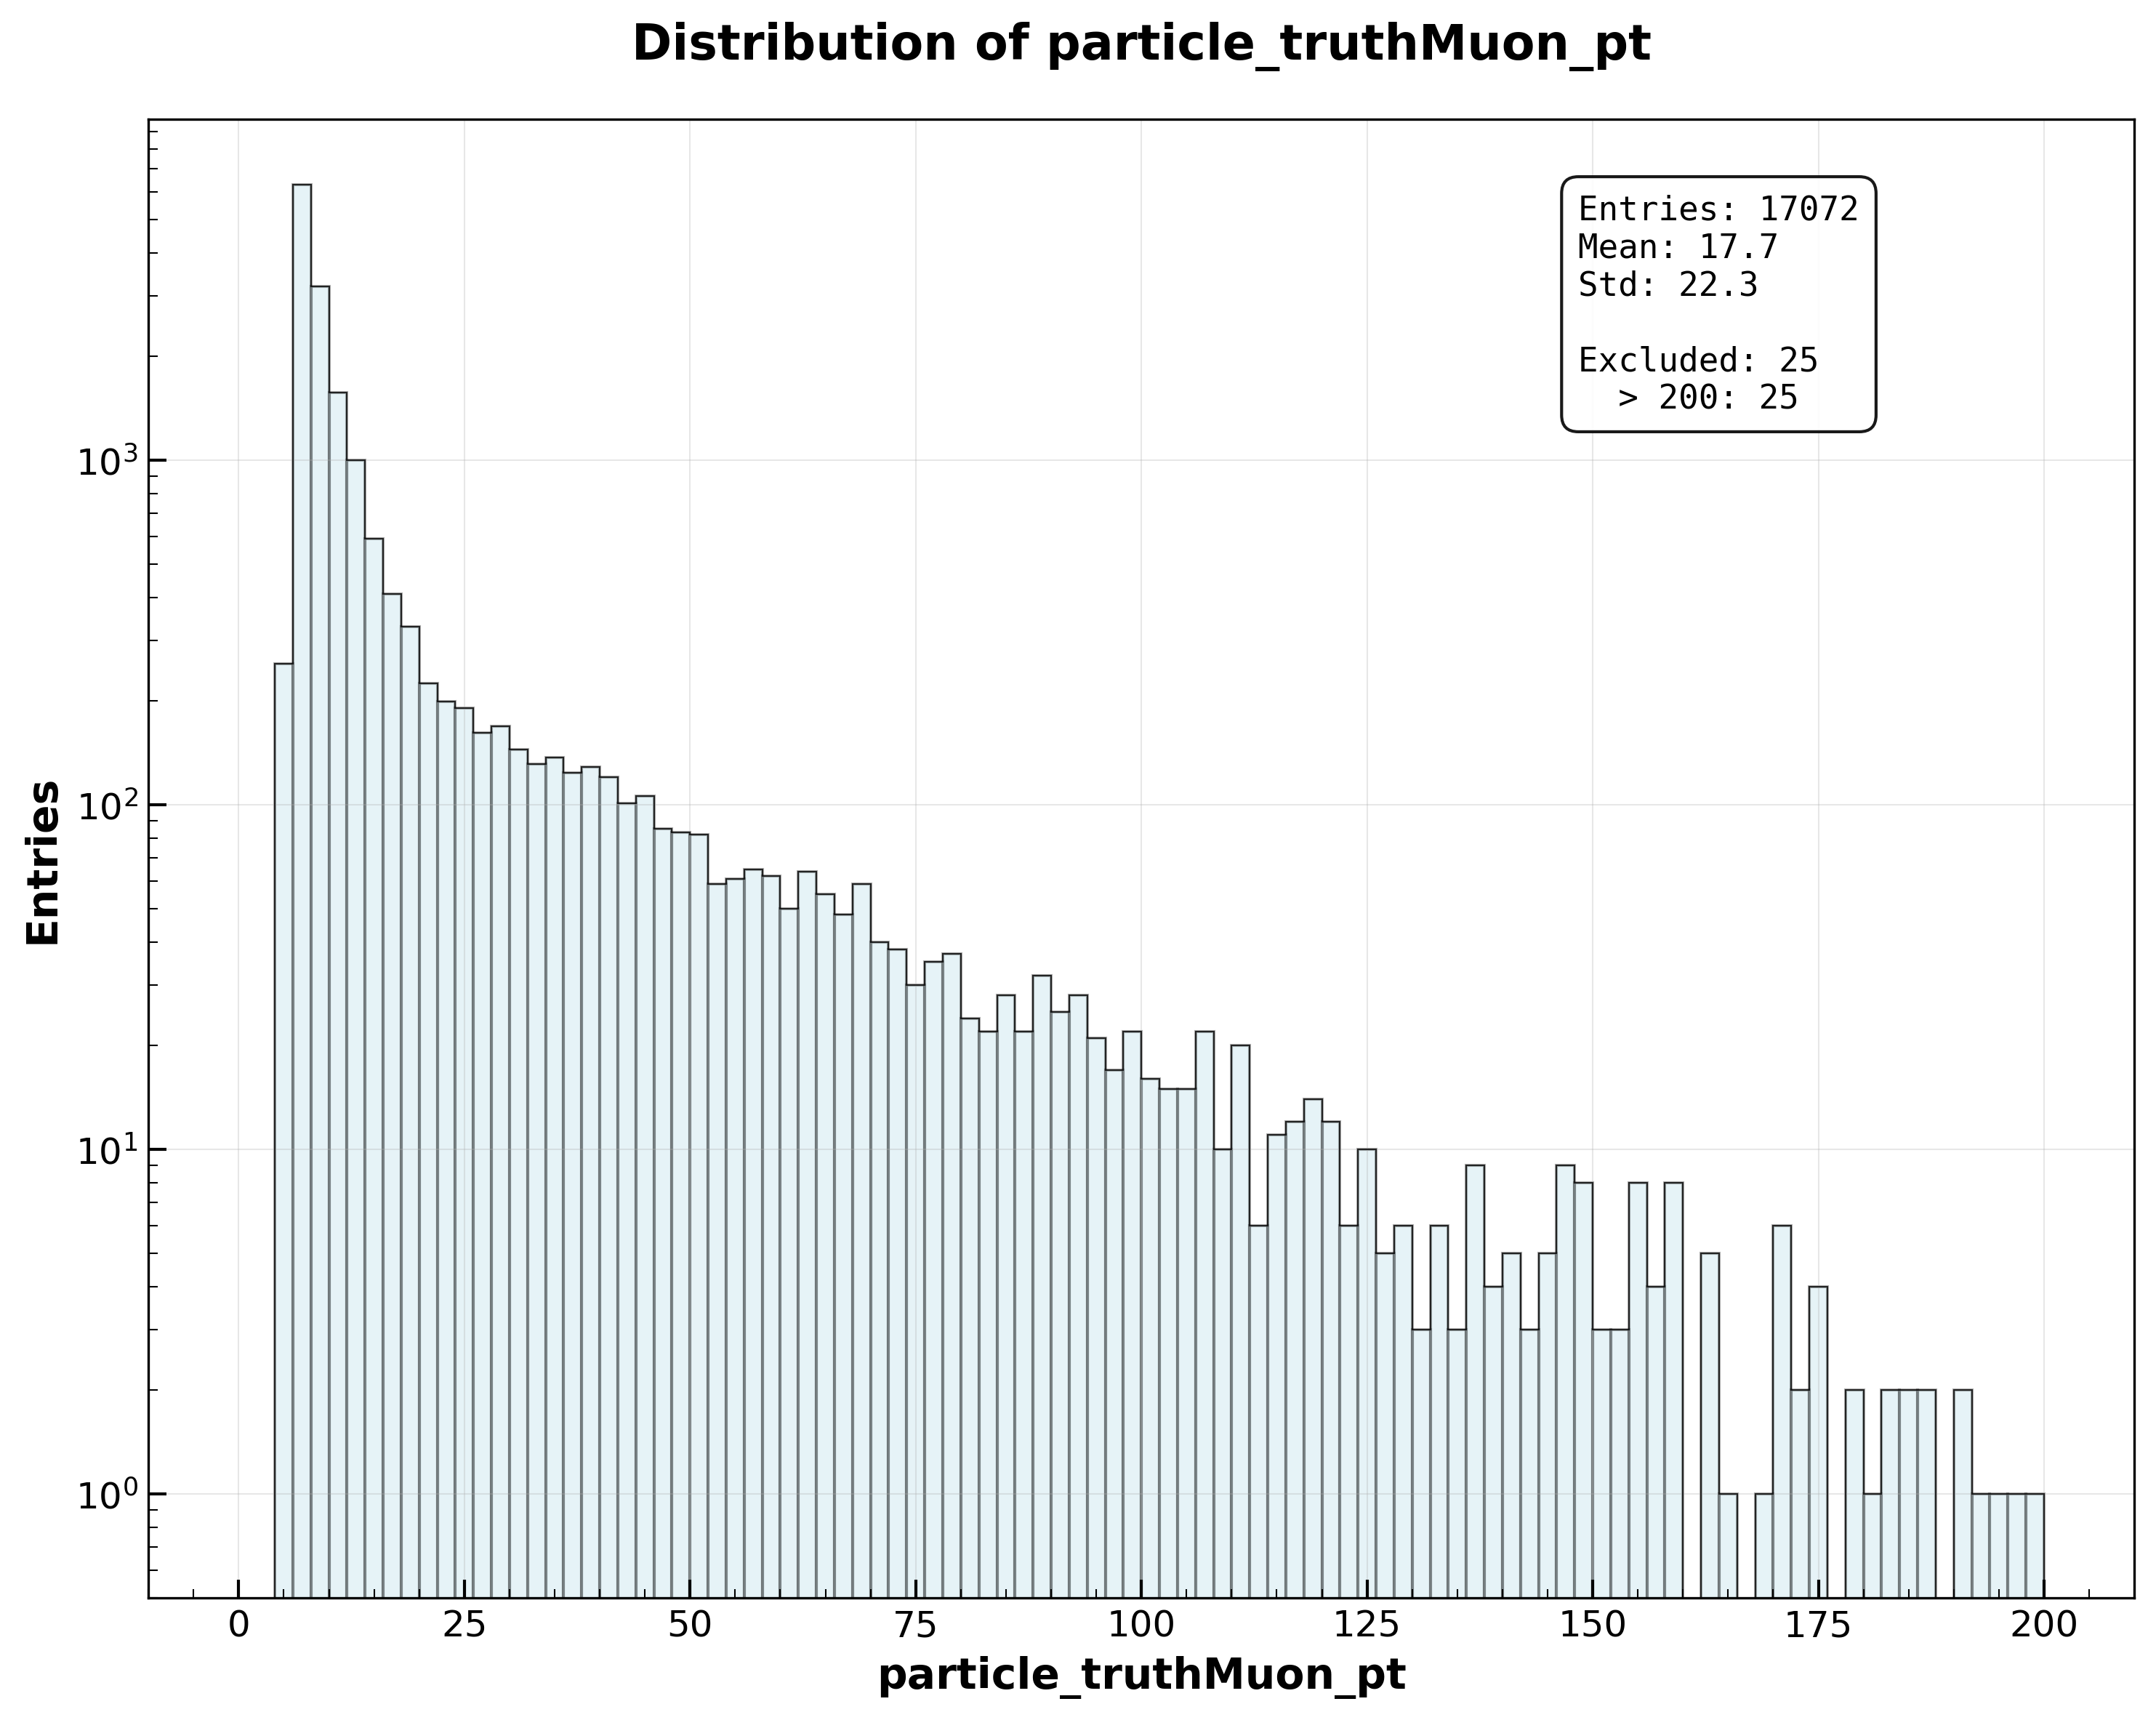 Distribution of particle_truthMuon_pt
Entries: 17072
Mean: 17.7
Std: 22.3
Excluded: 25
> 200: 25
10³
10²
10¹
10⁰
Entries
0 25 50 75 100 125 150 175 200
particle_truthMuon_pt